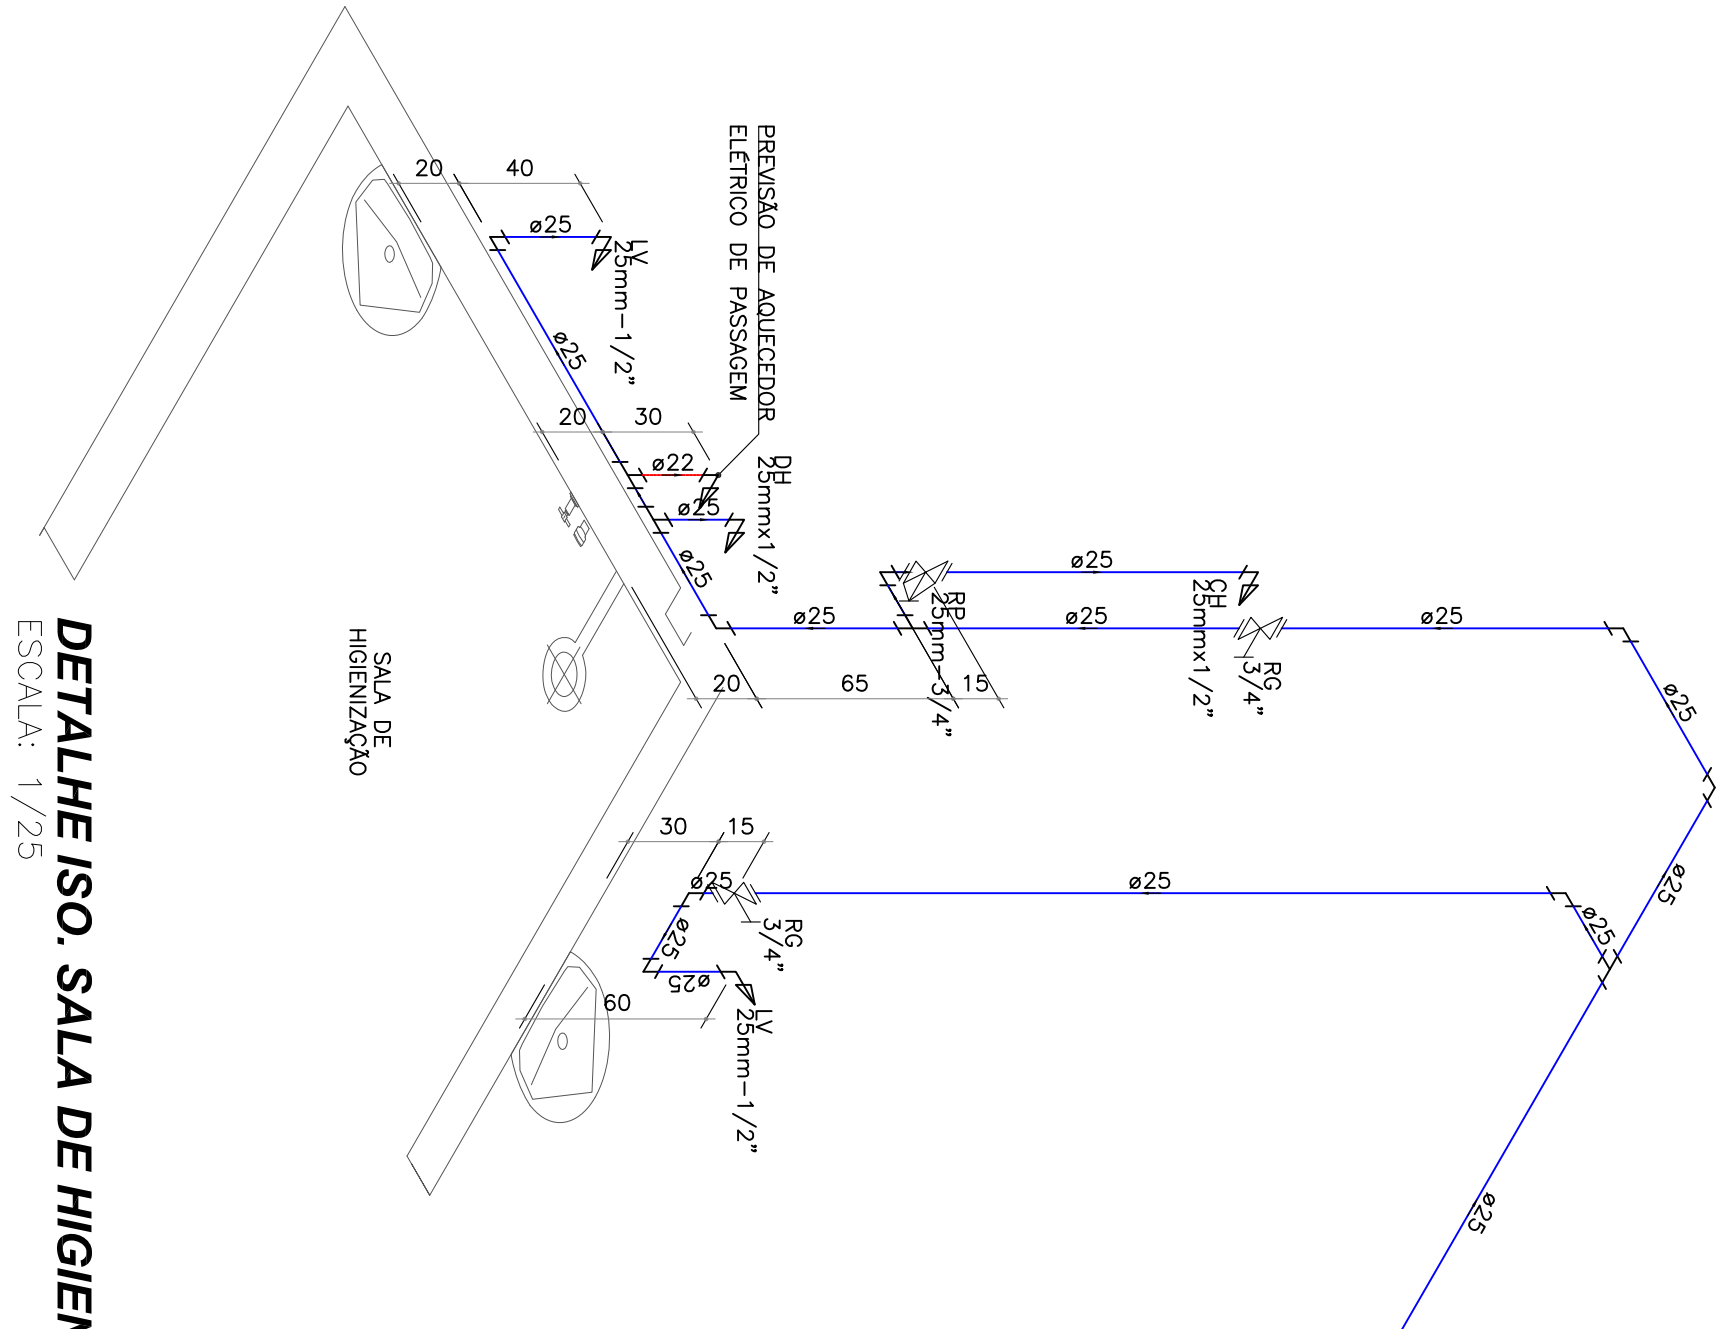 PREVISÃO DE AQUECEDOR
ELÉTRICO DE PASSAGEM
20
40
ø25
LV
25mm-1/2"
ø25
20
30
ø22
DH
25mmx1/2"
ø25
ø25
ø25
RP
25mm-3/4"
ø25
CH
25mmx1/2"
ø25
RG
3/4"
ø25
ø25
20
65
15
ø25
30
15
ø25
RG
3/4"
ø25
ø25
ø25
ø25
60
LV
25mm-1/2"
ø25
SALA DE
HIGIENIZAÇÃO
DETALHE ISO. SALA DE HIGIEN
ESCALA: 1/25